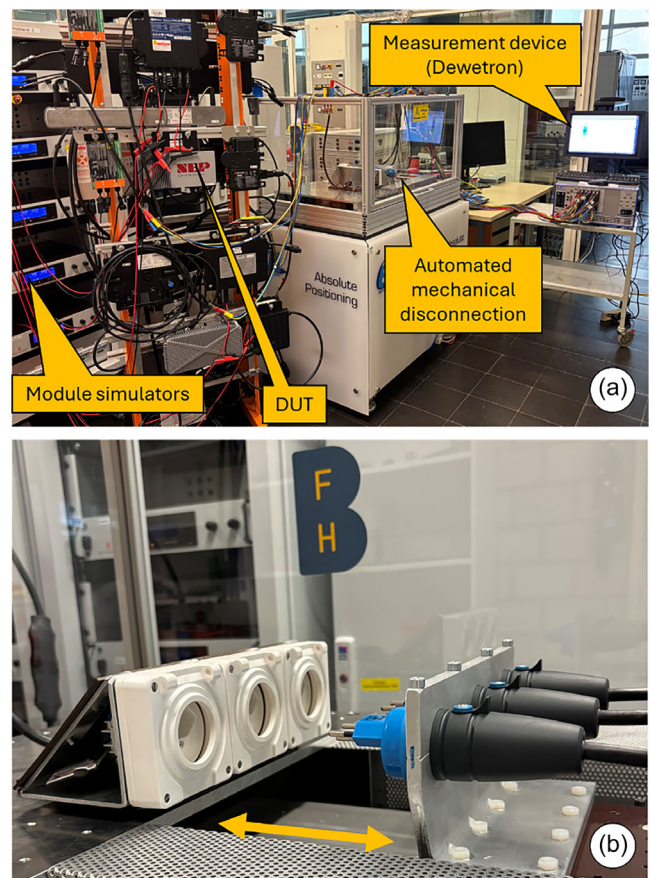 Measurement device
(Dewetron)
NEP
Automated
mechanical
disconnection
Absolute
Positioning
Module simulators
DUT
(a)
F
H
(b)